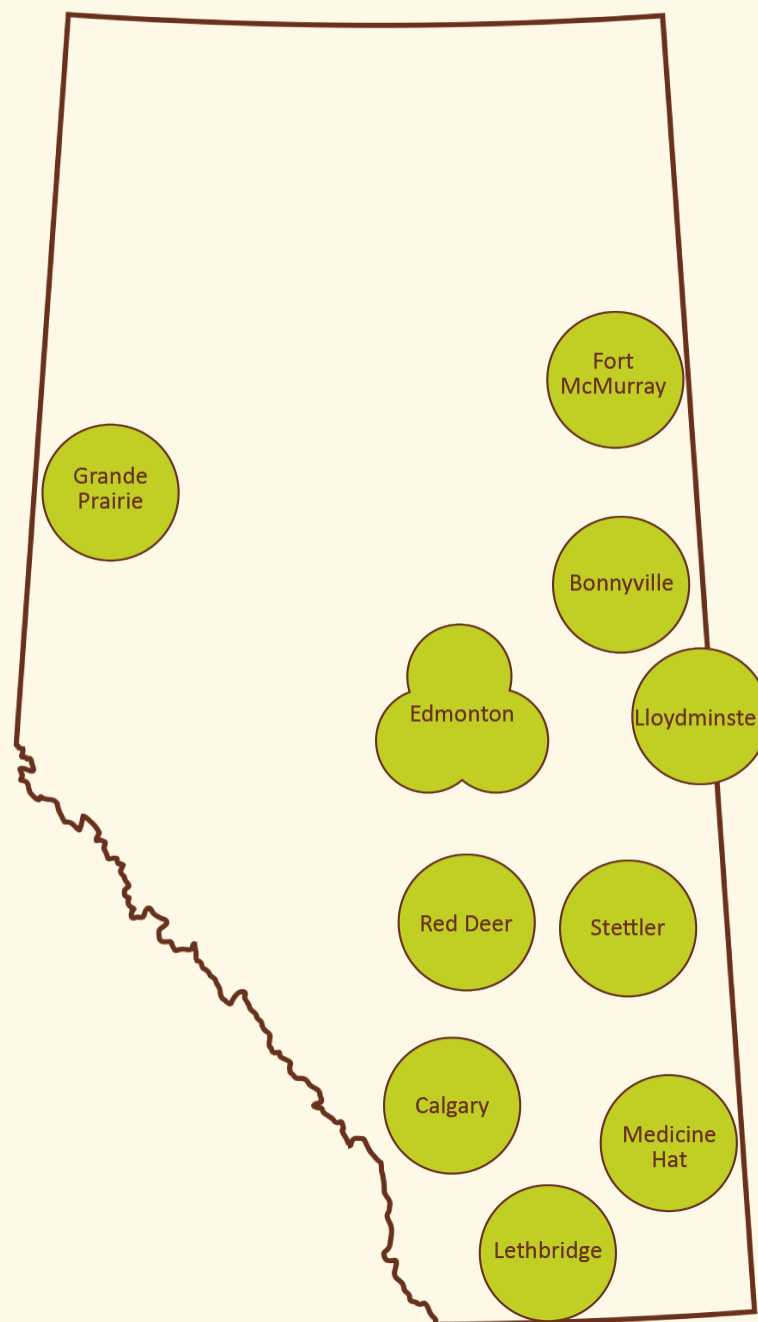 Fort
McMurray
Grande
Prairie
Bonnyville
Edmonton
Lloydminste
Red Deer
Stettler
Calgary
Medicine
Hat
Lethbridge